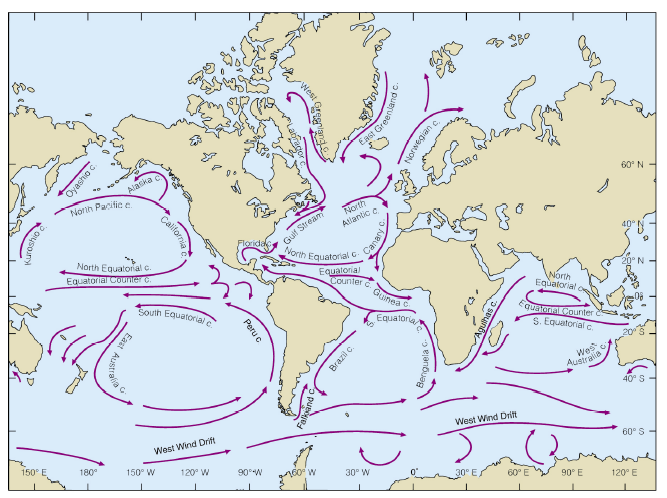 West Greenland c.
East Greenland c.
Labrador c.
Norwegian c.
60° N
Oyashio c.
Alaska c.
North Pacific c.
North
Atlantic c.
Gulf Stream
Florida c.
Canary c.
California c.
Kuroshio c.
40° N
20° N
North Equatorial c.
North Equatorial c.
Equatorial Counter c.
Equatorial
Counter c.
Guinea c.
North
Equatorial c.
0°
Equatorial Counter c.
South Equatorial c.
S. Equatorial c.
S. Equatorial c.
20° S
Agulhas c.
Peru c.
Brazil c.
East Australia c.
Benguela c.
West
Australia c.
40° S
Falkland c.
West Wind Drift
West Wind Drift
60° S
150° E
180° W
150° W
120° W
90° W
60° W
30° W
0°
30° E
60° E
90° E
120° E